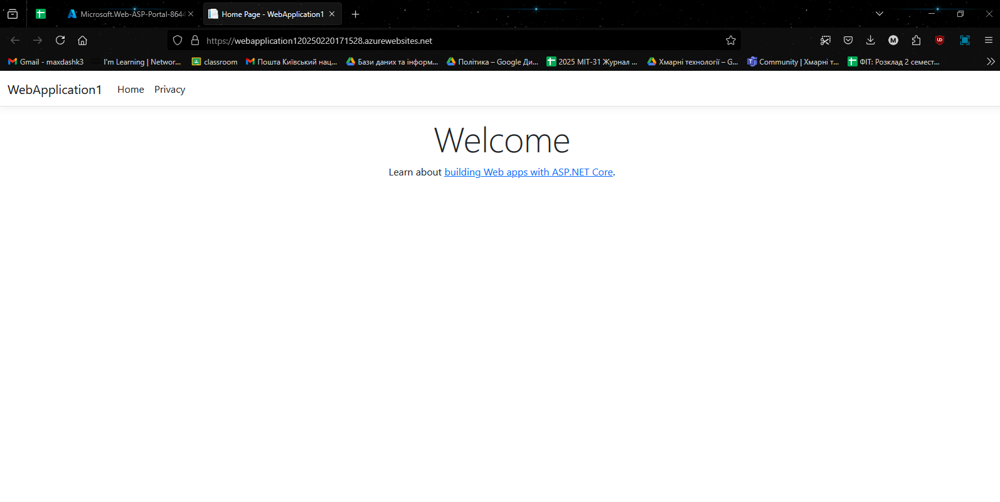 Microsoft.Web-ASP-Portal-864
Home Page - WebApplication1
https://webapplication120250220171528.azurewebsites.net
M
Gmail - maxdashk3
I'm Learning | Networ...
classroom
Пошта Київський нац...
Бази даних та інформ...
Політика – Google Ди...
2025 МІТ-31 Журнал ...
Хмарні технології – G...
Community | Хмарні т...
ФІТ: Розклад 2 семест...
WebApplication1 Home Privacy
Welcome
Learn about building Web apps with ASP.NET Core.